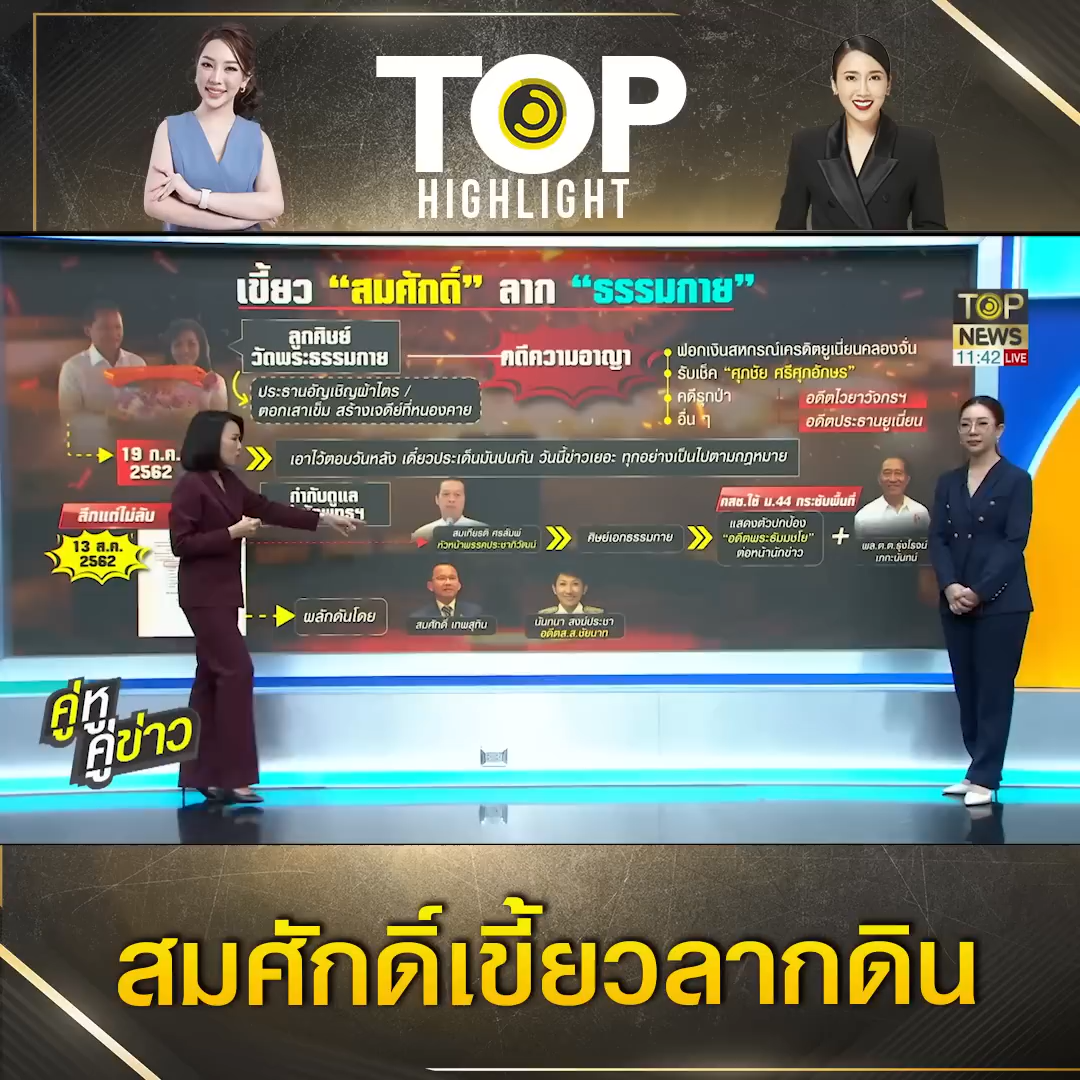 TOP
HIGHLIGHT
เขี้ยว “สมศักดิ์” ลาก “ธรรมกาย”
TOP
NEWS
11:42 LIVE
ลูกศิษย์
วัดพระธรรมกาย
คดีความอาญา
ฟอกเงินสหกรณ์เครดิตยูเนี่ยนคลองจั่น
รับเช็ค “ศุภชัย ศรีศุภอักษร”
คดีรุกป่า
อื่น ๆ
อดีตไวยาวัจกรฯ
อดีตประธานยูเนี่ยน
ประธานอัญเชิญผ้าไตร /
ตอกเสาเข็ม สร้างเจดีย์ที่หนองคาย
19 ก.ค.
2562
เอาไว้ตอบวันหลัง เดี๋ยวประเด็นมันปนกัน วันนี้ข่าวเยอะ ทุกอย่างเป็นไปตามกฎหมาย
ลึกแต่ไม่ลับ
13 ส.ค.
2562
กำกับดูแล
สมเกียรติ ศรลัมพ์
หัวหน้าพรรคประชาภิวัฒน์
ศิษย์เอกธรรมกาย
คสช.ใช้ ม.44 กระชับพื้นที่
แสดงตัวปกป้อง
“อดีตพระธัมมชโย”
ต่อหน้านักข่าว
+
พล.ต.ต.รุ่งโรจน์
เภกะนันทน์
ผลักดันโดย
สมศักดิ์ เทพสุทิน
นันทนา สงฆ์ประชา
อดีตส.ส.ชัยนาท
คู่หู
คู่ข่าว
สมศักดิ์เขี้ยวลากดิน